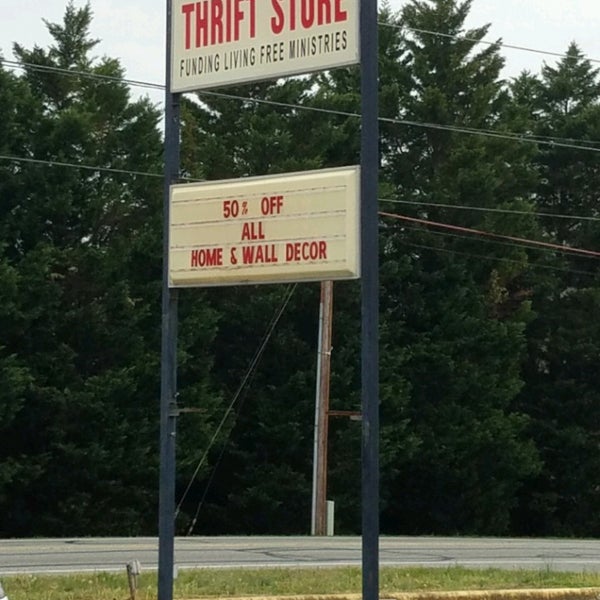 THRIFT STORE
FUNDING LIVING FREE MINISTRIES
50% OFF
ALL
HOME & WALL DECOR